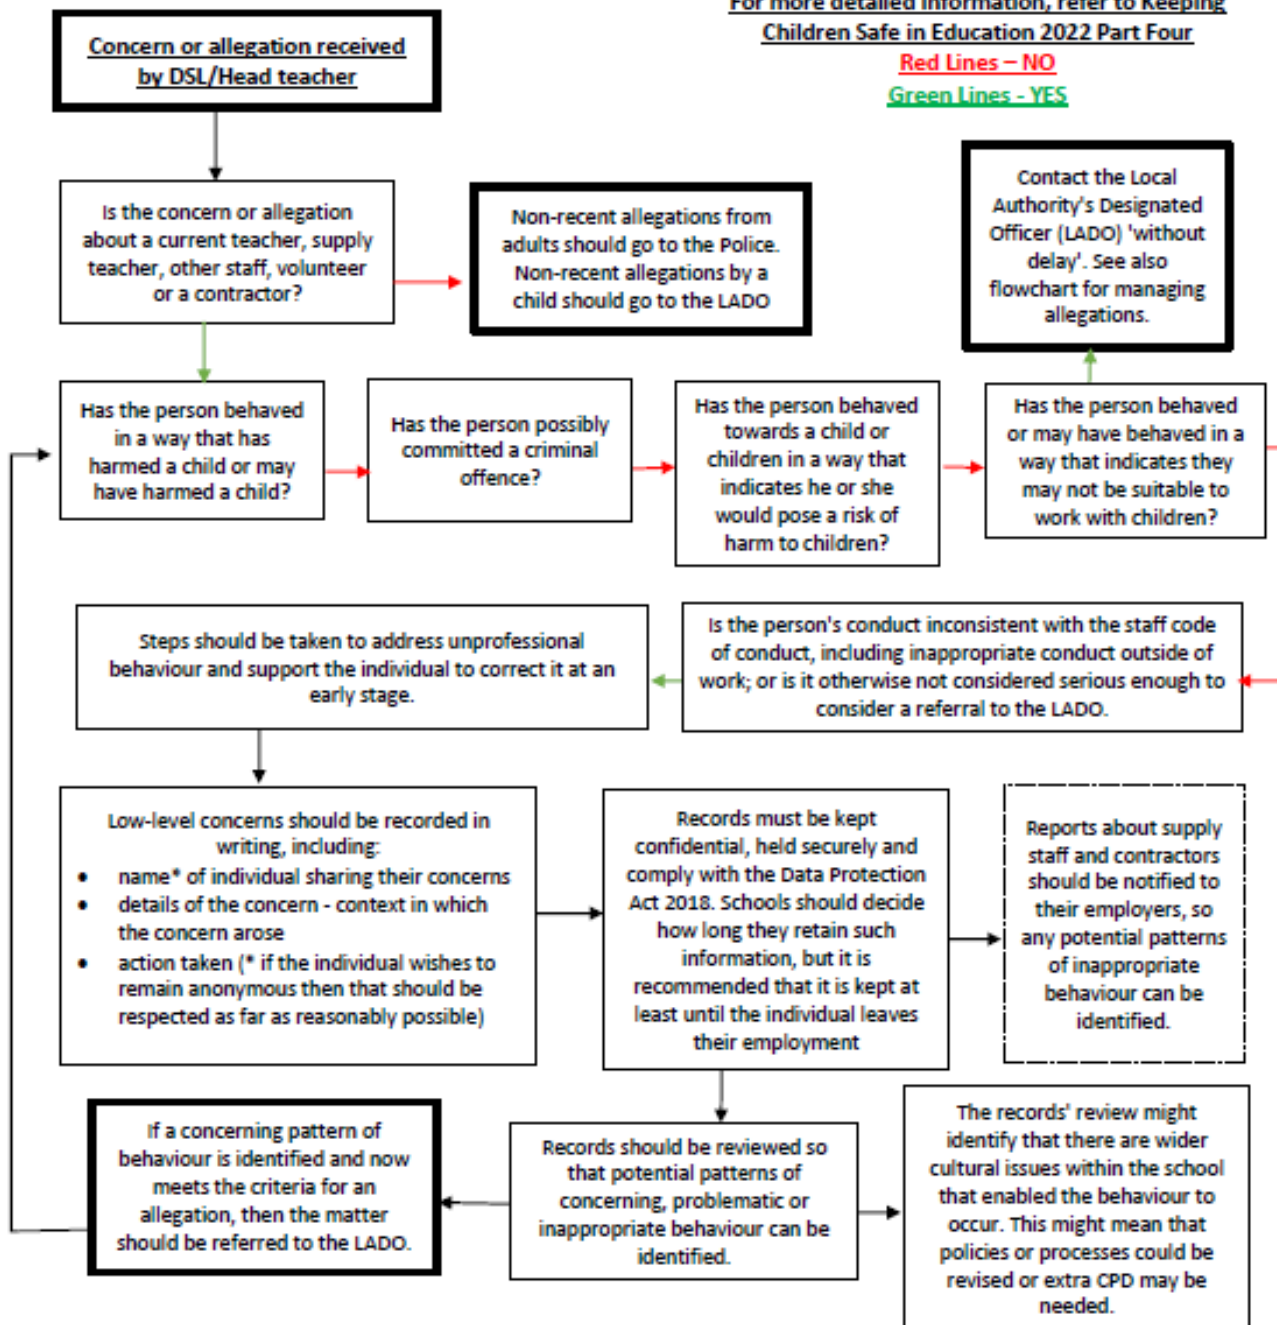 For more detailed information, refer to Keeping
Children Safe in Education 2022 Part Four
Red Lines – NO
Green Lines - YES
Concern or allegation received
by DSL/Head teacher
Is the concern or allegation
about a current teacher, supply
teacher, other staff, volunteer
or a contractor?
Non-recent allegations from
adults should go to the Police.
Non-recent allegations by a
child should go to the LADO
Contact the Local
Authority's Designated
Officer (LADO) 'without
delay'. See also
flowchart for managing
allegations.
Has the person behaved
in a way that has
harmed a child or may
have harmed a child?
Has the person possibly
committed a criminal
offence?
Has the person behaved
towards a child or
children in a way that
indicates he or she
would pose a risk of
harm to children?
Has the person behaved
or may have behaved in a
way that indicates they
may not be suitable to
work with children?
Is the person's conduct inconsistent with the staff code
of conduct, including inappropriate conduct outside of
work; or is it otherwise not considered serious enough to
consider a referral to the LADO.
Steps should be taken to address unprofessional
behaviour and support the individual to correct it at an
early stage.
Low-level concerns should be recorded in
writing, including:
• name* of individual sharing their concerns
• details of the concern - context in which
the concern arose
• action taken (* if the individual wishes to
remain anonymous then that should be
respected as far as reasonably possible)
Records must be kept
confidential, held securely and
comply with the Data Protection
Act 2018. Schools should decide
how long they retain such
information, but it is
recommended that it is kept at
least until the individual leaves
their employment
Reports about supply
staff and contractors
should be notified to
their employers, so
any potential patterns
of inappropriate
behaviour can be
identified.
If a concerning pattern of
behaviour is identified and now
meets the criteria for an
allegation, then the matter
should be referred to the LADO.
Records should be reviewed so
that potential patterns of
concerning, problematic or
inappropriate behaviour can be
identified.
The records' review might
identify that there are wider
cultural issues within the school
that enabled the behaviour to
occur. This might mean that
policies or processes could be
revised or extra CPD may be
needed.